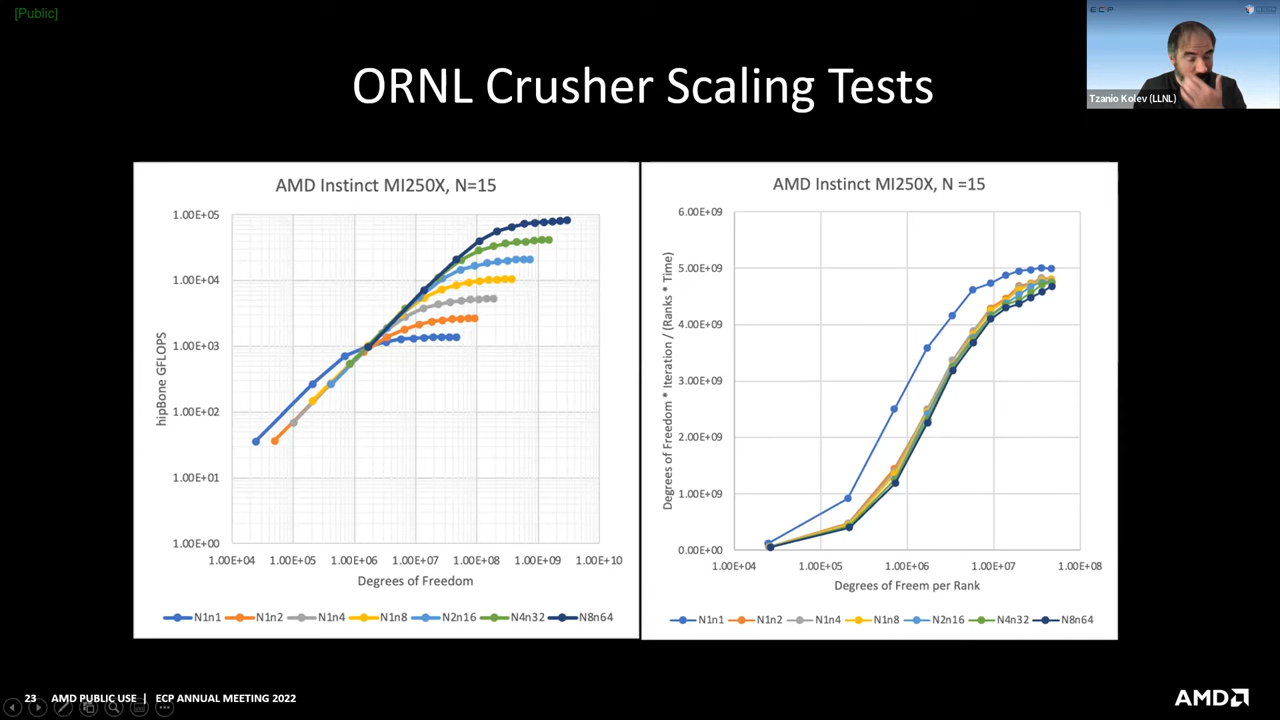 [Public]
ECP
Tzanio Kolev (LLNL)
ORNL Crusher Scaling Tests
AMD Instinct MI250X, N=15
hipBone GFLOPS
1.00E+05
1.00E+04
1.00E+03
1.00E+02
1.00E+01
1.00E+00
1.00E+04 1.00E+05 1.00E+06 1.00E+07 1.00E+08 1.00E+09 1.00E+10
Degrees of Freedom
N1n1 N1n2 N1n4 N1n8 N2n16 N4n32 N8n64
AMD Instinct MI250X, N =15
Degrees of Freedom * Iteration / (Ranks * Time)
6.00E+09
5.00E+09
4.00E+09
3.00E+09
2.00E+09
1.00E+09
0.00E+00
1.00E+04 1.00E+05 1.00E+06 1.00E+07 1.00E+08
Degrees of Freem per Rank
N1n1 N1n2 N1n4 N1n8 N2n16 N4n32 N8n64
23 AMD PUBLIC USE | ECP ANNUAL MEETING 2022
AMD